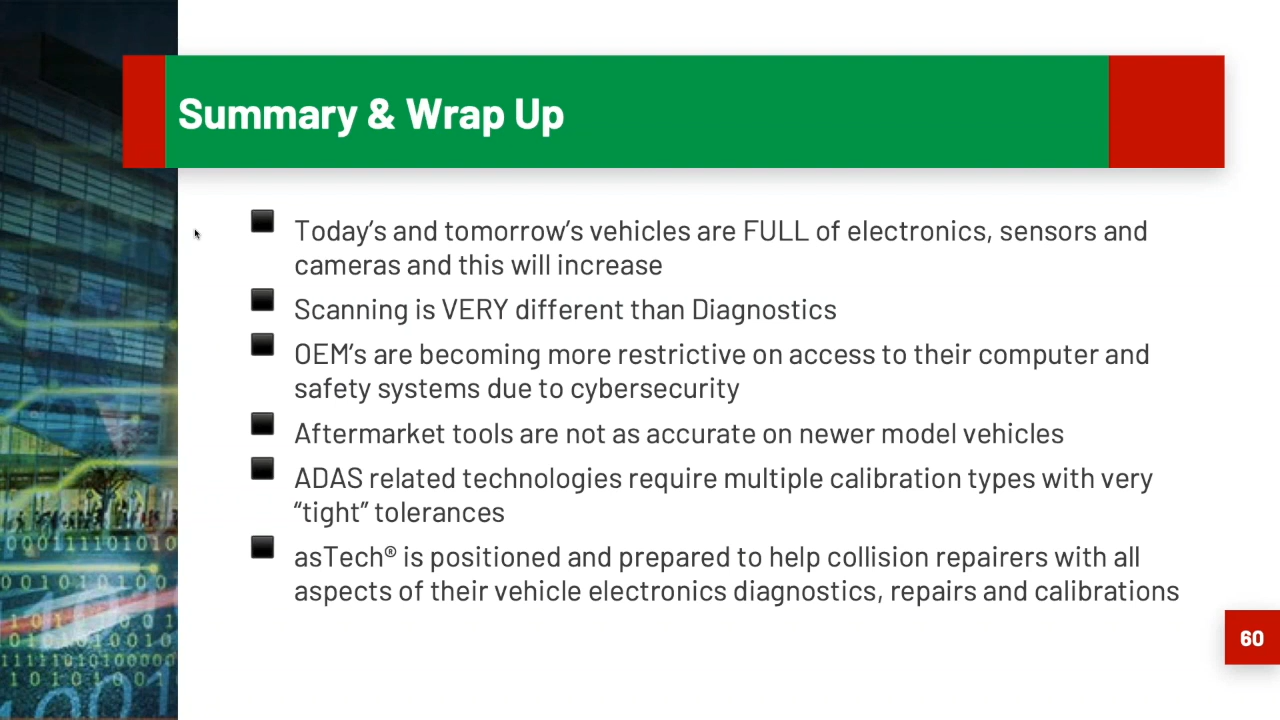 Summary & Wrap Up
Today’s and tomorrow’s vehicles are FULL of electronics, sensors and
cameras and this will increase
Scanning is VERY different than Diagnostics
OEM’s are becoming more restrictive on access to their computer and
safety systems due to cybersecurity
Aftermarket tools are not as accurate on newer model vehicles
ADAS related technologies require multiple calibration types with very
“tight” tolerances
asTech® is positioned and prepared to help collision repairers with all
aspects of their vehicle electronics diagnostics, repairs and calibrations
60